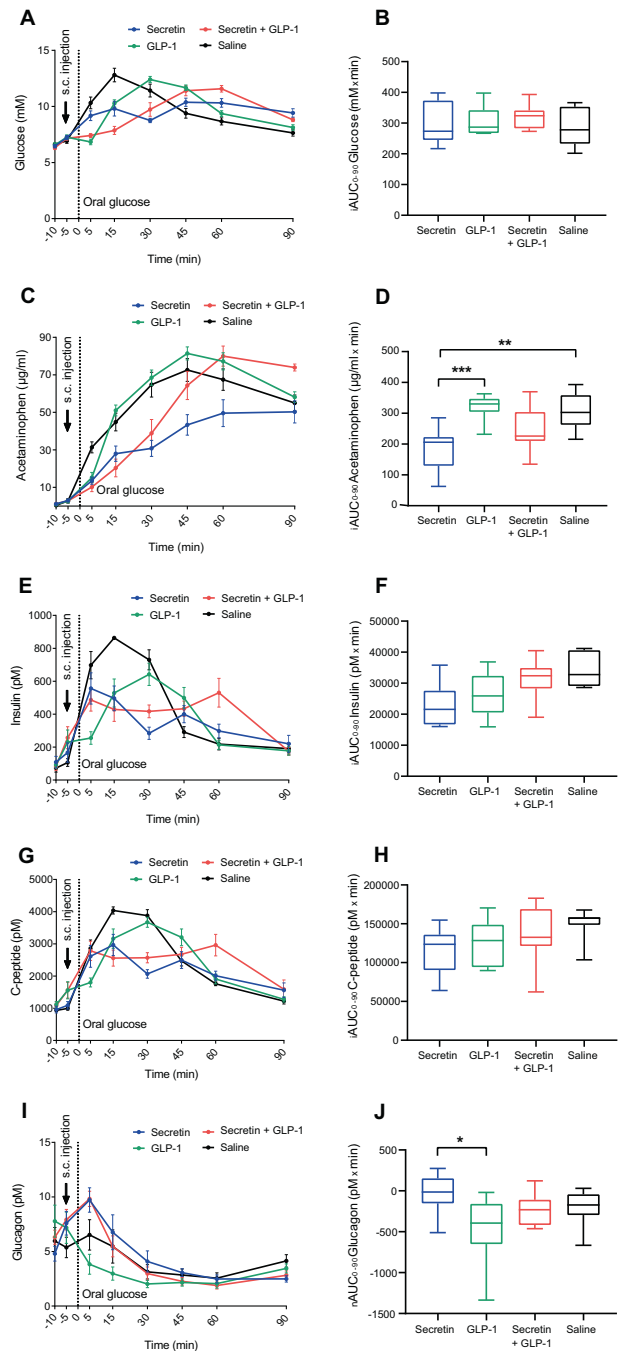 A
Secretin
Secretin + GLP-1
GLP-1
Saline
s.c. injection
Glucose (mM)
15
10
5
0
Oral glucose
-10
-5
0
5
15
30
45
60
90
Time (min)
B
iAUC0-90 Glucose (mM x min)
500
400
300
200
100
0
Secretin
GLP-1
Secretin
+ GLP-1
Saline
C
Secretin
Secretin + GLP-1
GLP-1
Saline
s.c. injection
Acetaminophen (µg/ml)
90
70
50
30
10
Oral glucose
-10
-5
0
5
15
30
45
60
90
Time (min)
D
iAUC0-90 Acetaminophen (µg/ml x min)
500
400
300
200
100
0
**
***
Secretin
GLP-1
Secretin
+ GLP-1
Saline
E
Secretin
Secretin + GLP-1
GLP-1
Saline
s.c. injection
Insulin (pM)
1000
800
600
400
200
0
Oral glucose
-10
-5
0
5
15
30
45
60
90
Time (min)
F
iAUC0-90 Insulin (pM x min)
50000
40000
30000
20000
10000
0
Secretin
GLP-1
Secretin
+ GLP-1
Saline
G
Secretin
Secretin + GLP-1
GLP-1
Saline
s.c. injection
C-peptide (pM)
5000
4000
3000
2000
1000
0
Oral glucose
-10
-5
0
5
15
30
45
60
90
Time (min)
H
iAUC0-90 C-peptide (pM x min)
200000
150000
100000
50000
0
Secretin
GLP-1
Secretin
+ GLP-1
Saline
I
Secretin
Secretin + GLP-1
GLP-1
Saline
s.c. injection
Glucagon (pM)
15
10
5
0
Oral glucose
-10
-5
0
5
15
30
45
60
90
Time (min)
J
nAUC0-90 Glucagon (pM x min)
500
0
-500
-1000
-1500
*
Secretin
GLP-1
Secretin
+ GLP-1
Saline